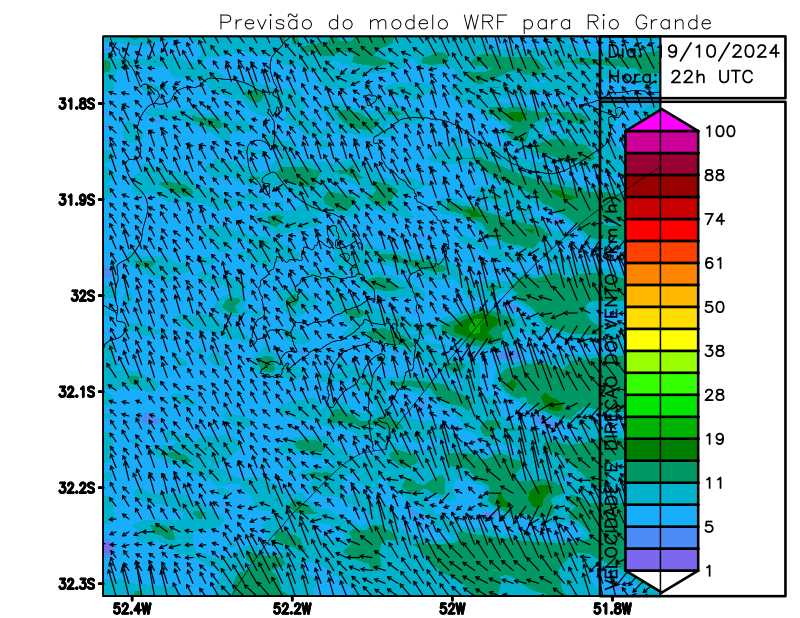 Previsão do modelo WRF para Rio Grande
Dia: 9/10/2024
Hora: 22h UTC
31.8S
31.9S
32S
32.1S
32.2S
32.3S
52.4W
52.2W
52W
51.8W
VELOCIDADE E DIREÇÃO DO VENTO (Km/h)
100
88
74
61
50
38
28
19
11
5
1